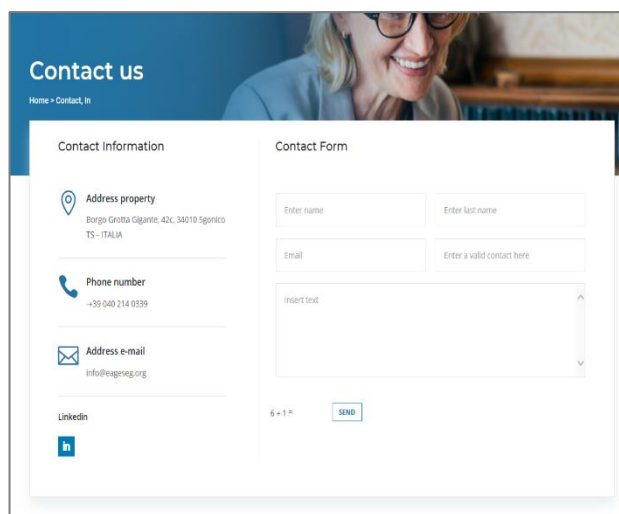 Contact us
Home > Contact, In
Contact Information
Address property
Borgo Grotta Gigante, 42c, 34010 Sgonico
TS – ITALIA
Phone number
-+39 040 214 0339
Address e-mail
info@eageseg.org
Linkedin
in
Contact Form
Enter name
Enter last name
Email
Enter a valid contact here
Insert text
6 + 1 =
SEND